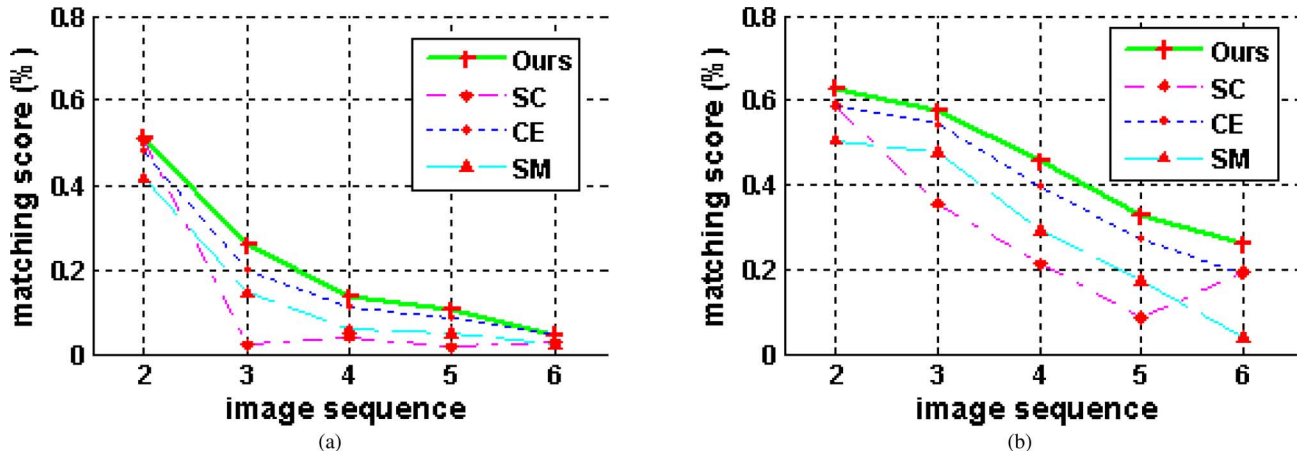 0.8
0.6
0.4
0.2
0
matching score (% )
Ours
SC
CE
SM
2 3 4 5 6
image sequence
(a)
0.8
0.6
0.4
0.2
0
matching score (%)
Ours
SC
CE
SM
2 3 4 5 6
image sequence
(b)